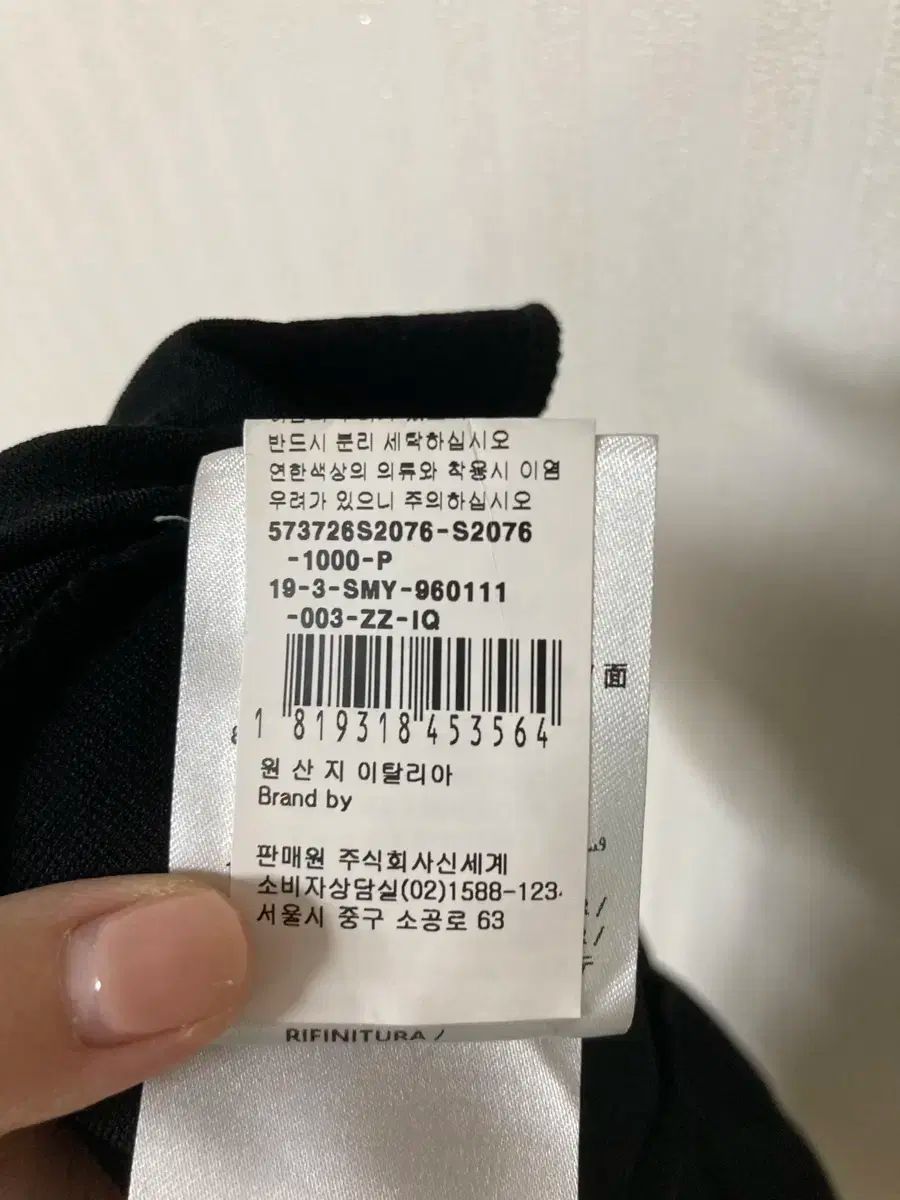 반드시 분리 세탁하십시오
연한색상의 의류와 착용시 이염
우려가 있으니 주의하십시오
573726S2076-S2076
-1000-P
19-3-SMY-960111
-003-ZZ-IQ
1 819318 453564
원 산 지 이탈리아
Brand by
판매원 주식회사신세계
소비자상담실(02)1588-123
서울시 중구 소공로 63
/ 面
RIFINITURA /